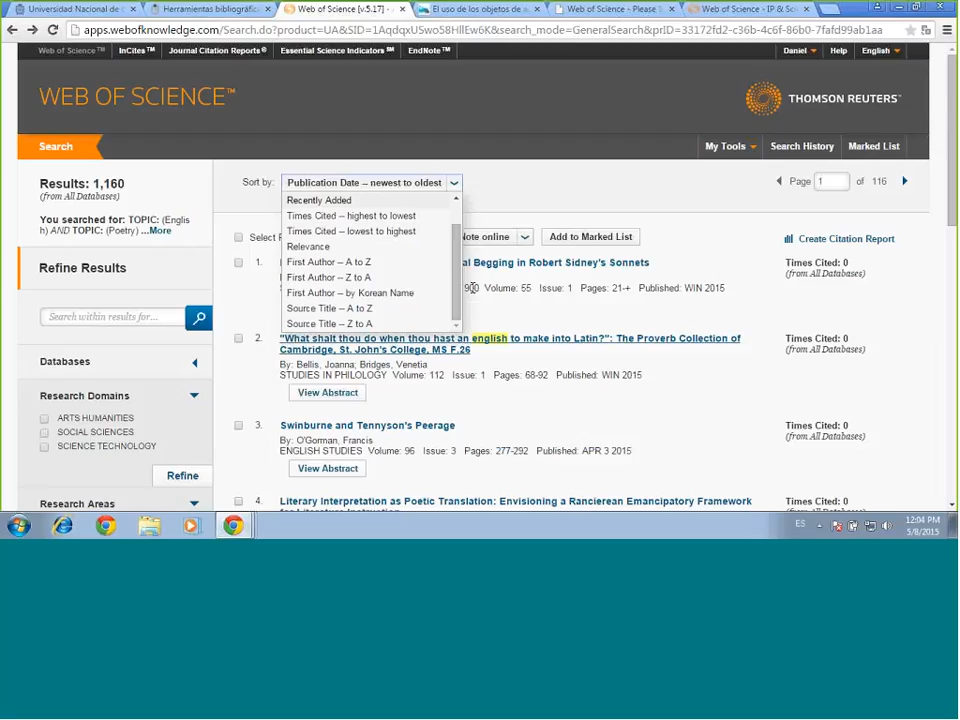 Universidad Nacional de
Herramientas bibliográfic
Web of Science [v.5.17] -
El uso de los objetos de
Web of Science - Please
Web of Science - IP & S
apps.webofknowledge.com/Search.do?product=UA&SID=
&search_mode=GeneralSearch&prID=
Web of Science™ InCites™ Journal Citation Reports® Essential Science Indicators™ EndNote™ Daniel Help English
WEB OF SCIENCE™
THOMSON REUTERS™
Search My Tools Search History Marked List
Results: 1,160
(from All Databases)
You searched for: TOPIC: (Englis
h) AND TOPIC: (Poetry) ...More
Refine Results
Search within results for...
Databases
Research Domains
ARTS HUMANITIES
SOCIAL SCIENCES
SCIENCE TECHNOLOGY
Refine
Research Areas
Sort by: Publication Date -- newest to oldest
Page 1 of 116
Recently Added
Times Cited -- highest to lowest
Times Cited -- lowest to highest
Relevance
First Author -- A to Z
First Author -- Z to A
First Author -- by Korean Name
Source Title -- A to Z
Source Title -- Z to A
Select
Note online
Add to Marked List
Create Citation Report
1. al Begging in Robert Sidney's Sonnets
Volume: 55 Issue: 1 Pages: 21-+ Published: WIN 2015
Times Cited: 0
(from All Databases)
2. "What shalt thou do when thou hast an english to make into Latin?": The Proverb Collection of
Cambridge, St. John's College, MS F.26
By: Bellis, Joanna; Bridges, Venetia
STUDIES IN PHILOLOGY Volume: 112 Issue: 1 Pages: 68-92 Published: WIN 2015
View Abstract
Times Cited: 0
(from All Databases)
3. Swinburne and Tennyson's Peerage
By: O'Gorman, Francis
ENGLISH STUDIES Volume: 96 Issue: 3 Pages: 277-292 Published: APR 3 2015
View Abstract
Times Cited: 0
(from All Databases)
4. Literary Interpretation as Poetic Translation: Envisioning a Rancierean Emancipatory Framework
for Literature Instruction
Times Cited: 0
(from All Databases)
ES
12:04 PM
5/8/2015